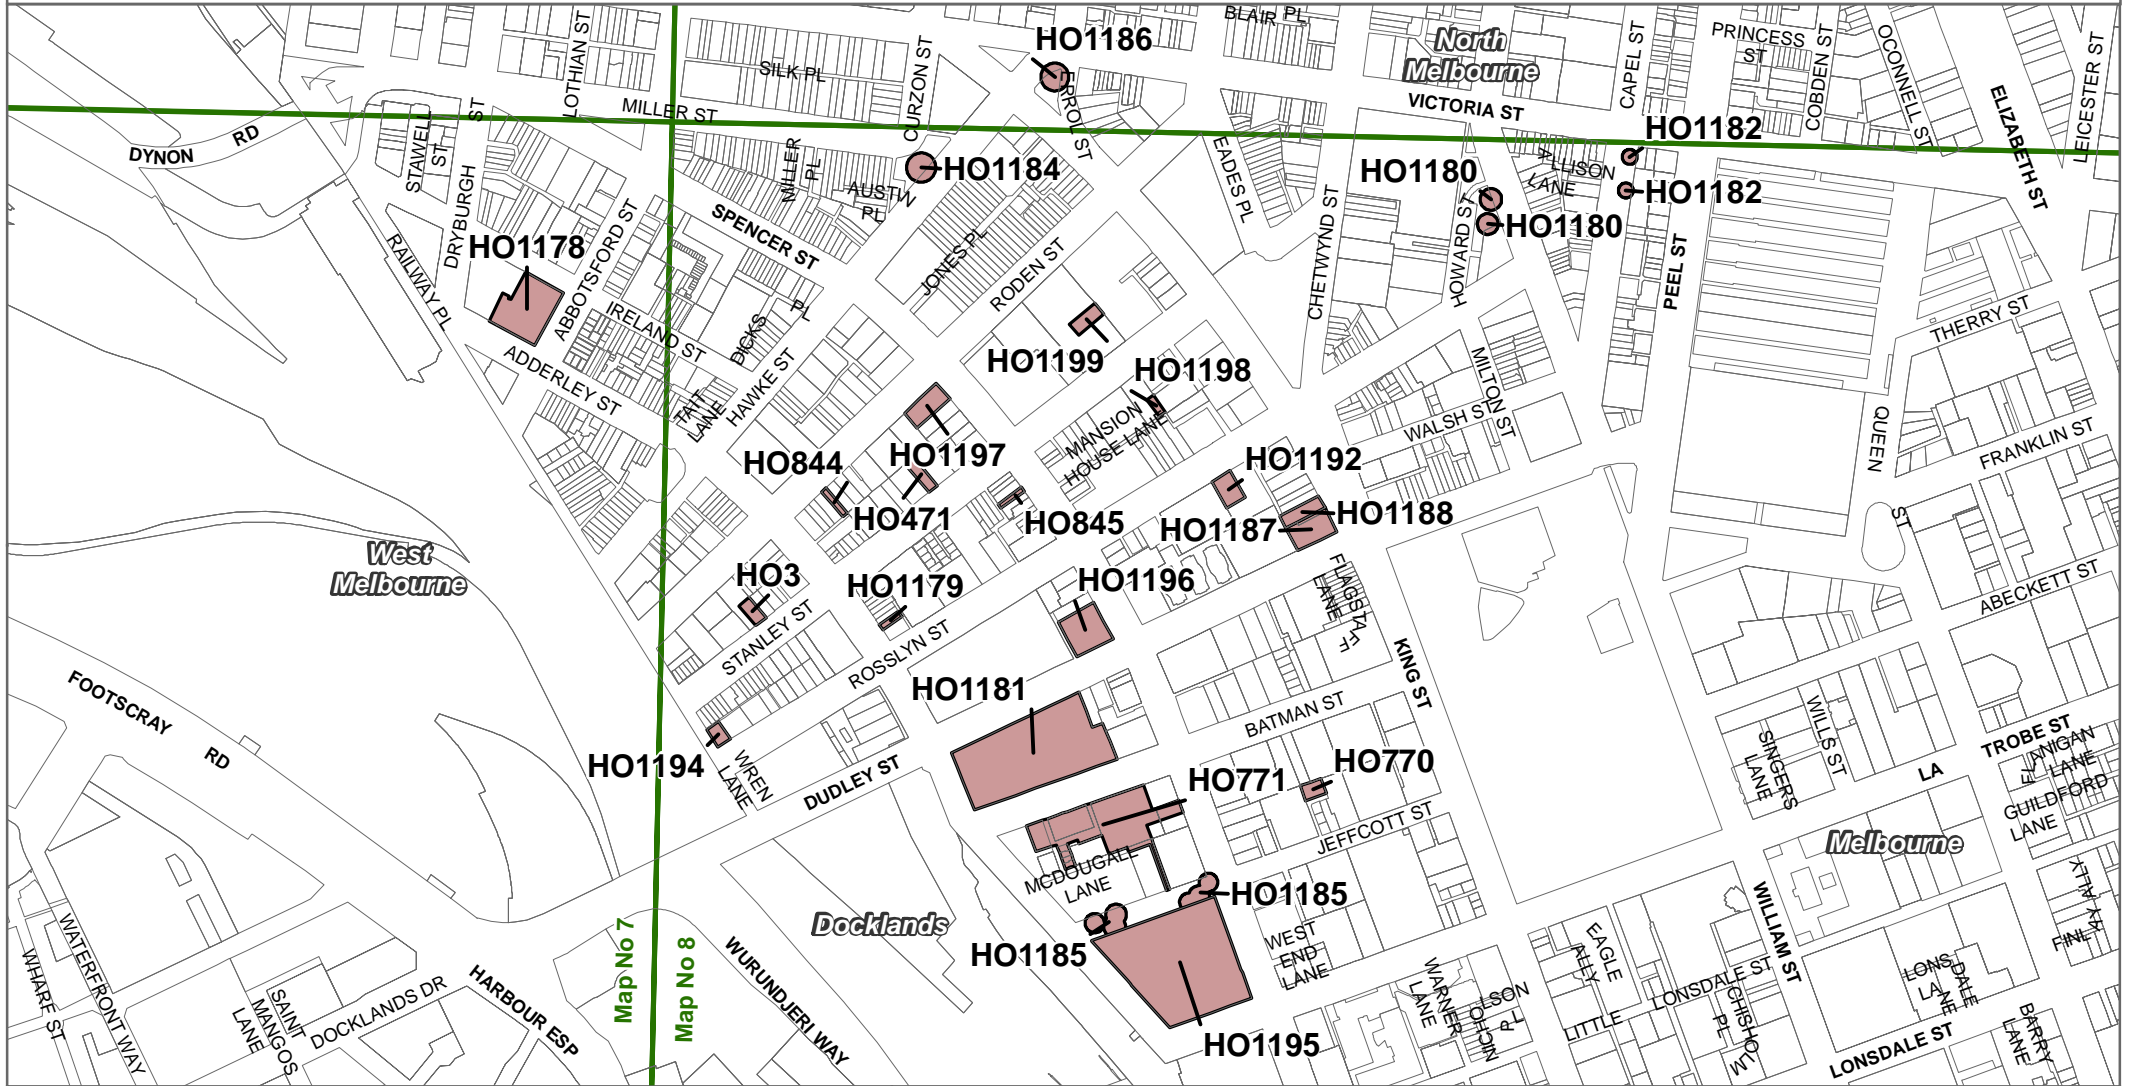 BLAIR PL
HO1186
North
Melbourne
PRINCESS
ST
LOTHIAN ST
SILK PL
CURZON ST
ERROL ST
CAPEL ST
COBDEN ST
OCONNELL ST
ELIZABETH ST
LEICESTER ST
MILLER ST
VICTORIA ST
HO1182
DYNON
RD
STAWELL
ST
DRYBURGH
ST
MILLER
PL
AUSTIN
PL
HO1184
EADES PL
HO1180
ALLISON
LANE
HO1182
HO1180
SPENCER ST
HO1178
ABBOTSFORD ST
RAILWAY PL
JONES PL
RODEN ST
CHETWYND ST
HOWARD ST
PEEL ST
IRELAND ST
DICKS
PL
ADDERLEY ST
HO1199
HO1198
MILTON ST
THERRY ST
TAIT
LANE
HAWKE ST
MANSION
HOUSE LANE
WALSH ST
QUEEN
ST
FRANKLIN ST
HO844
HO1197
HO1192
HO471
HO845
HO1187
HO1188
West
Melbourne
HO3
HO1179
HO1196
FLAGSTAFF
LANE
ABECKETT ST
STANLEY ST
ROSSLYN ST
KING ST
FOOTSCRAY
RD
HO1181
BATMAN ST
WILLS ST
SINGERS
LANE
LA
TROBE ST
FLANIGAN
LANE
GUILDFORD
LANE
HO1194
WREN
LANE
DUDLEY ST
HO771
HO770
JEFFCOTT ST
Melbourne
MCDOUGALL
LANE
HO1185
FINLAY ALLY
WILLIAM ST
Docklands
HO1185
WEST
END
LANE
EAGLE
ALLY
WATERFRONT WAY
WHARF ST
Map No 7
Map No 8
WURUNDJERI WAY
HARBOUR ESP
DOCKLANDS DR
SAINT
MANGOS
LANE
WARNER
LANE
NICHOLSON
PL
LITTLE
LONSDALE ST
CHISHOLM
PL
LONSDALE
LANE
BARRY
LANE
LONSDALE ST
HO1195